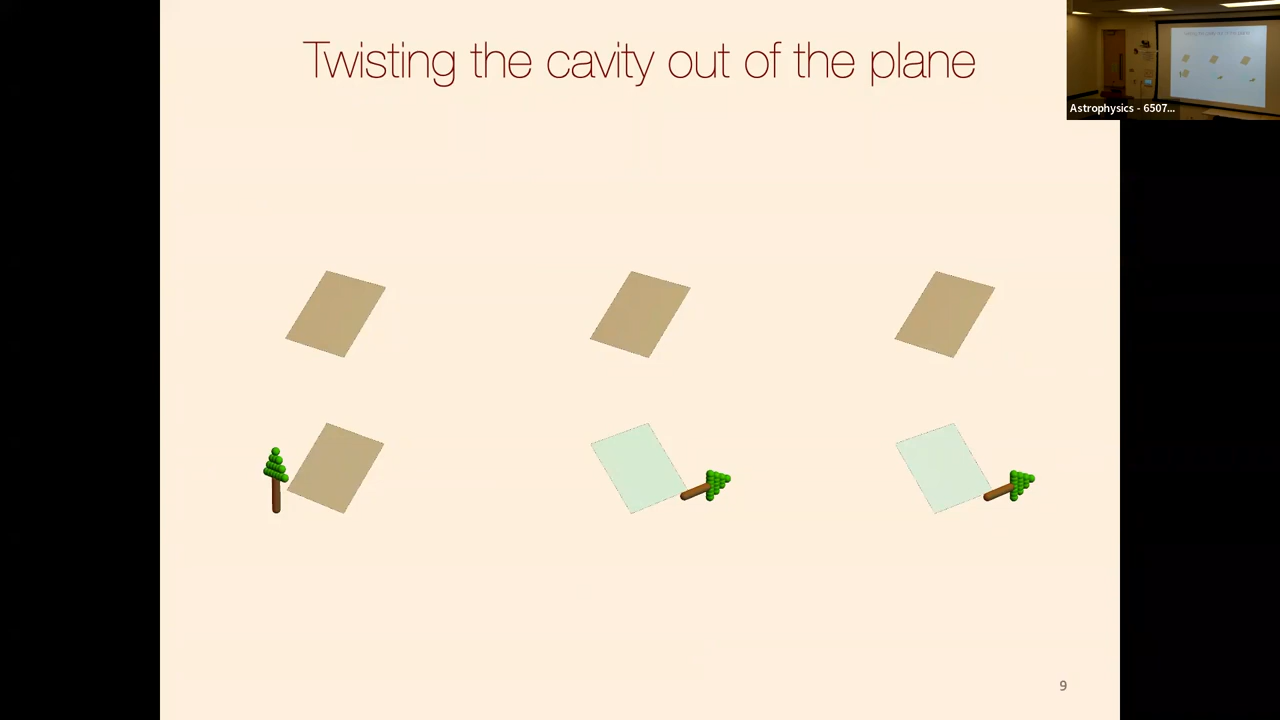 Twisting the cavity out of the plane
Astrophysics - 6507...
9